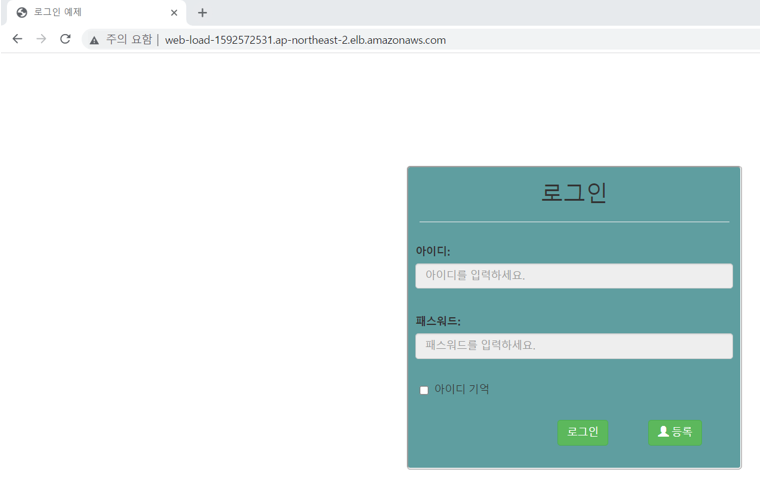 로그인 예제
주의 요함 | web-load-1592572531.ap-northeast-2.elb.amazonaws.com
로그인
아이디:
아이디를 입력하세요.
패스워드:
패스워드를 입력하세요.
아이디 기억
로그인 등록